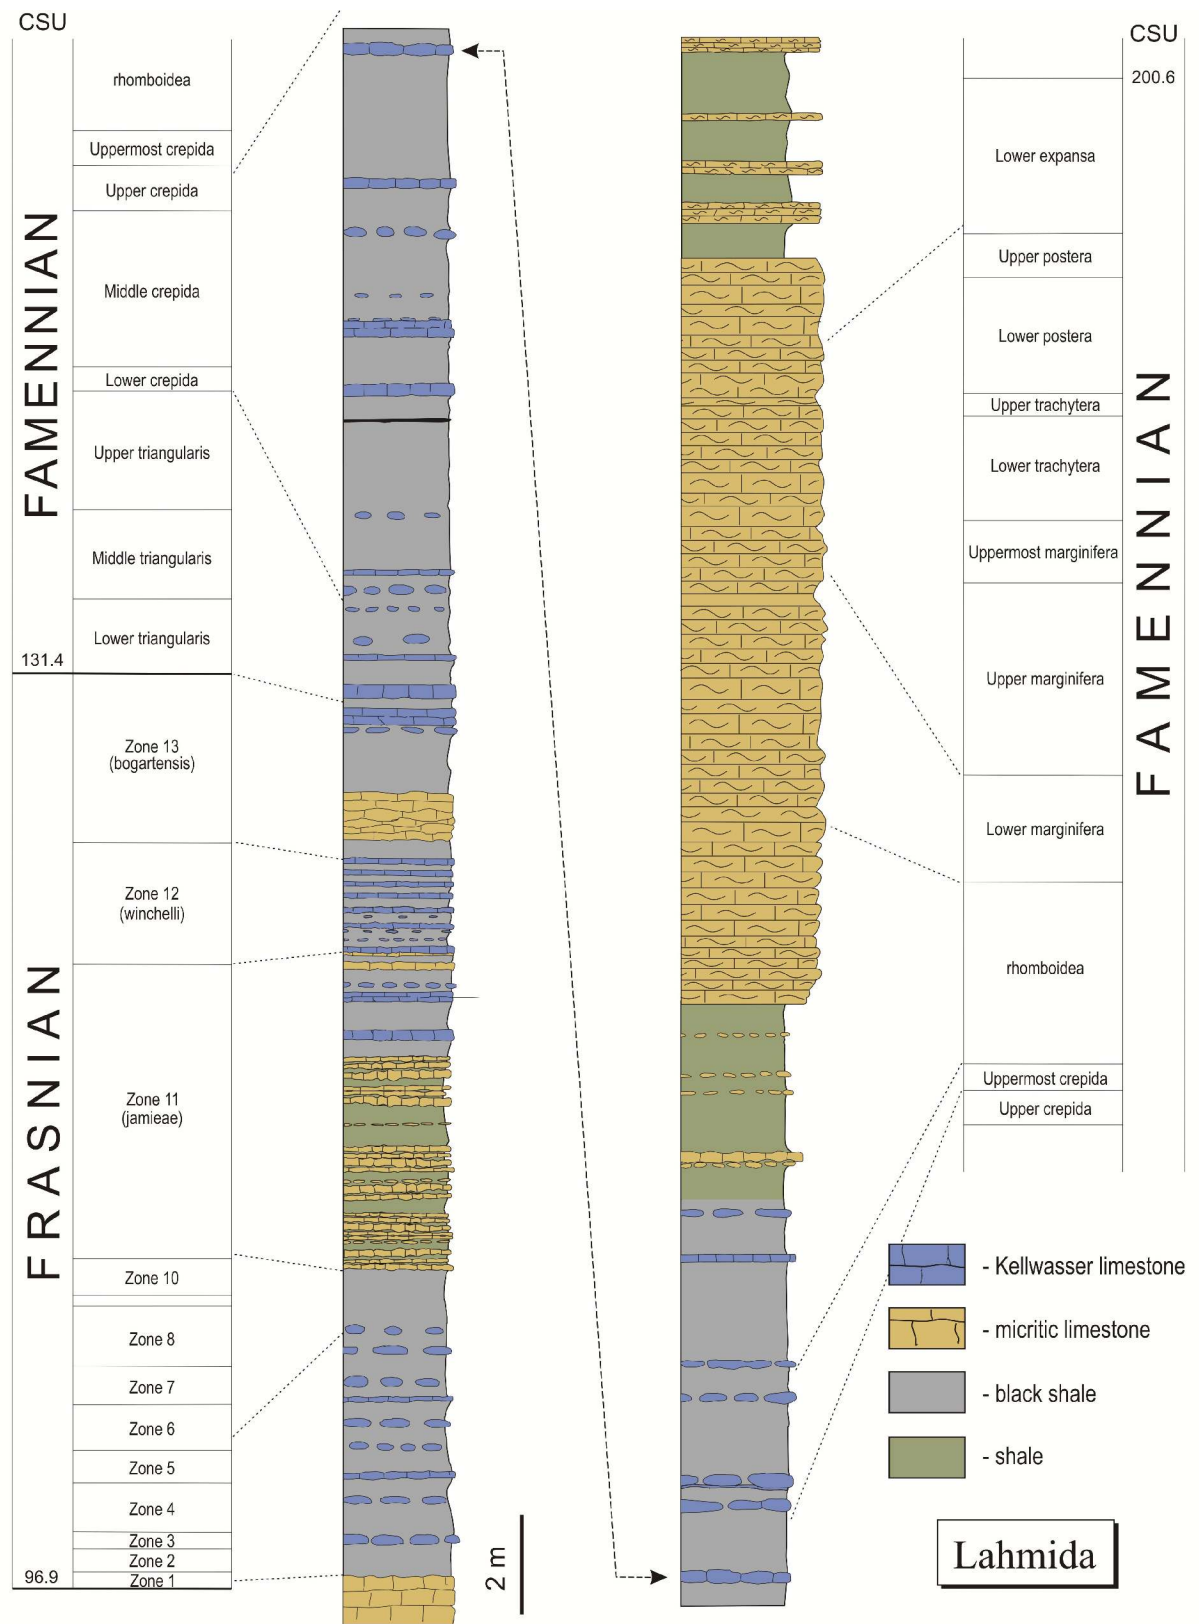 CSU
rhomboidea
Uppermost crepida
Upper crepida
Middle crepida
Lower crepida
Upper triangularis
Middle triangularis
Lower triangularis
131.4
FAMENNIAN
Zone 13
(bogartensis)
Zone 12
(winchelli)
Zone 11
(jamieae)
Zone 10
Zone 8
Zone 7
Zone 6
Zone 5
Zone 4
Zone 3
Zone 2
Zone 1
96.9
FRASNIAN
2 m
CSU
200.6
Lower expansa
Upper postera
Lower postera
Upper trachytera
Lower trachytera
Uppermost marginifera
Upper marginifera
Lower marginifera
rhomboidea
Uppermost crepida
Upper crepida
FAMENNIAN
- Kellwasser limestone
- micritic limestone
- black shale
- shale
Lahmida